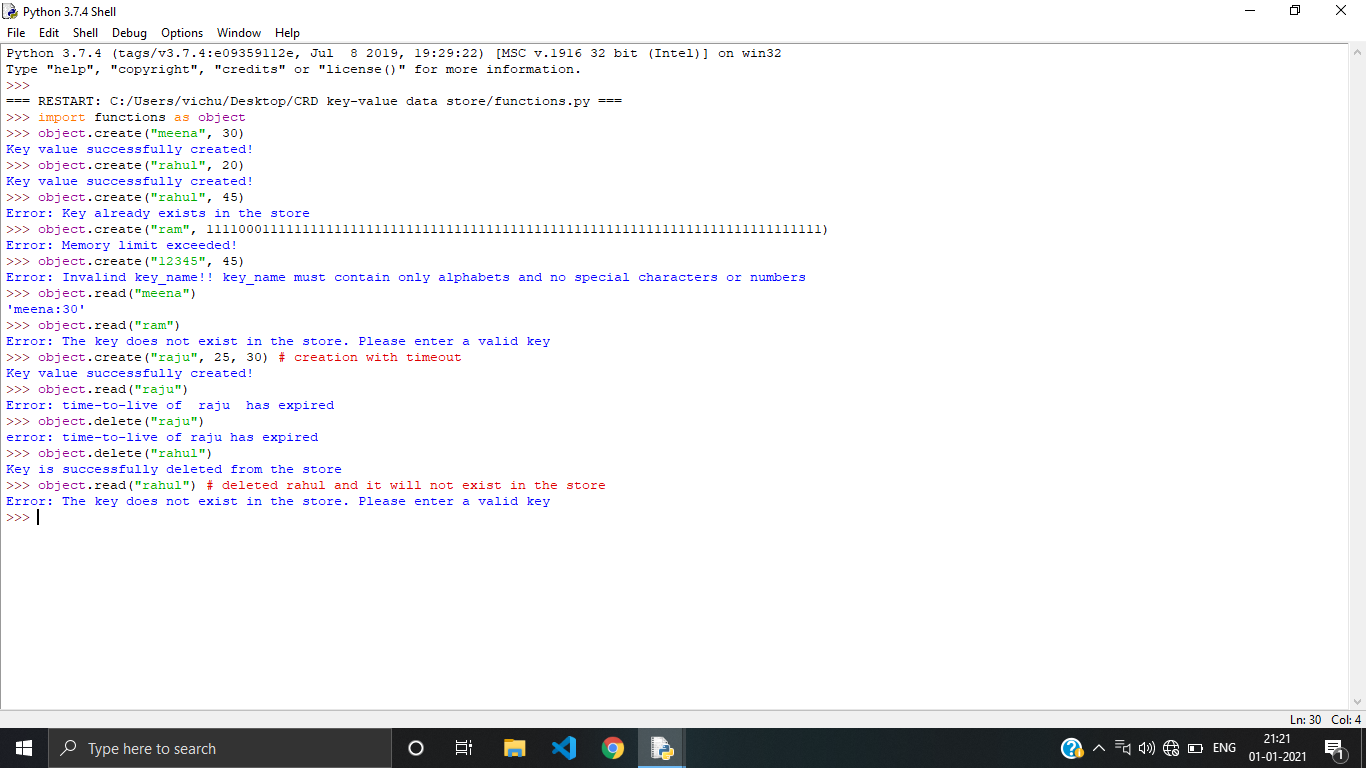 Python 3.7.4 Shell
File Edit Shell Debug Options Window Help
Python 3.7.4 (tags/v3.7.4:e09359112e, Jul  8 2019, 19:29:22) [MSC v.1916 32 bit (Intel)] on win32
Type "help", "copyright", "credits" or "license()" for more information.
>>>
=== RESTART: C:/Users/vichu/Desktop/CRD key-value data store/functions.py ===
>>> import functions as object
>>> object.create("meena", 30)
Key value successfully created!
>>> object.create("rahul", 20)
Key value successfully created!
>>> object.create("rahul", 45)
Error: Key already exists in the store
>>> object.create("ram", 11110001111111111111111111111111111111111111111111111111111111111111111111111)
Error: Memory limit exceeded!
>>> object.create("12345", 45)
Error: Invalind key_name!! key_name must contain only alphabets and no special characters or numbers
>>> object.read("meena")
'meena:30'
>>> object.read("ram")
Error: The key does not exist in the store. Please enter a valid key
>>> object.create("raju", 25, 30) # creation with timeout
Key value successfully created!
>>> object.read("raju")
Error: time-to-live of  raju  has expired
>>> object.delete("raju")
error: time-to-live of raju has expired
>>> object.delete("rahul")
Key is successfully deleted from the store
>>> object.read("rahul") # deleted rahul and it will not exist in the store
Error: The key does not exist in the store. Please enter a valid key
>>>
Ln: 30 Col: 4
Type here to search
ENG
21:21
01-01-2021
1